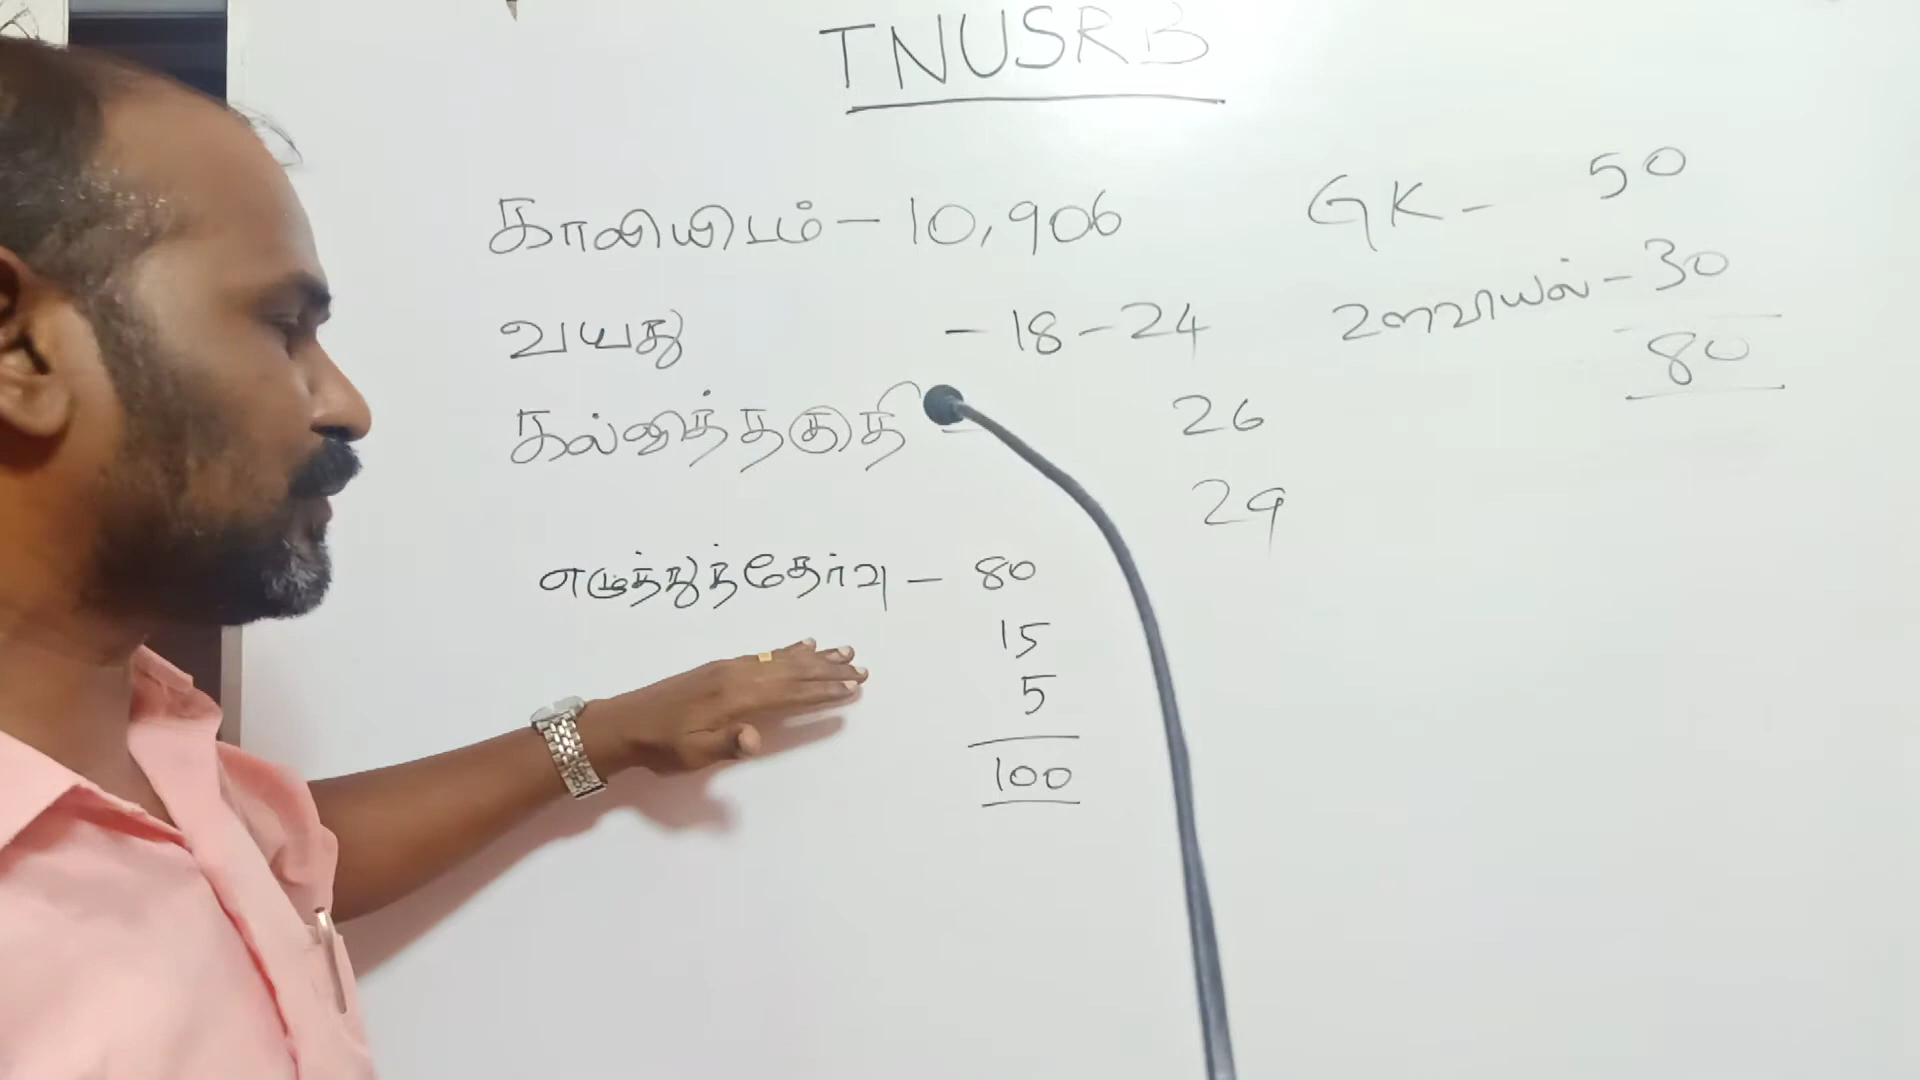 TNUSRB
காலியிடம் - 10,906
வயது - 18-24
26
29
கல்வித்தகுதி -
எழுத்துத்தேர்வு - 80
15
5
100
GK - 50
உளவியல் - 30
80